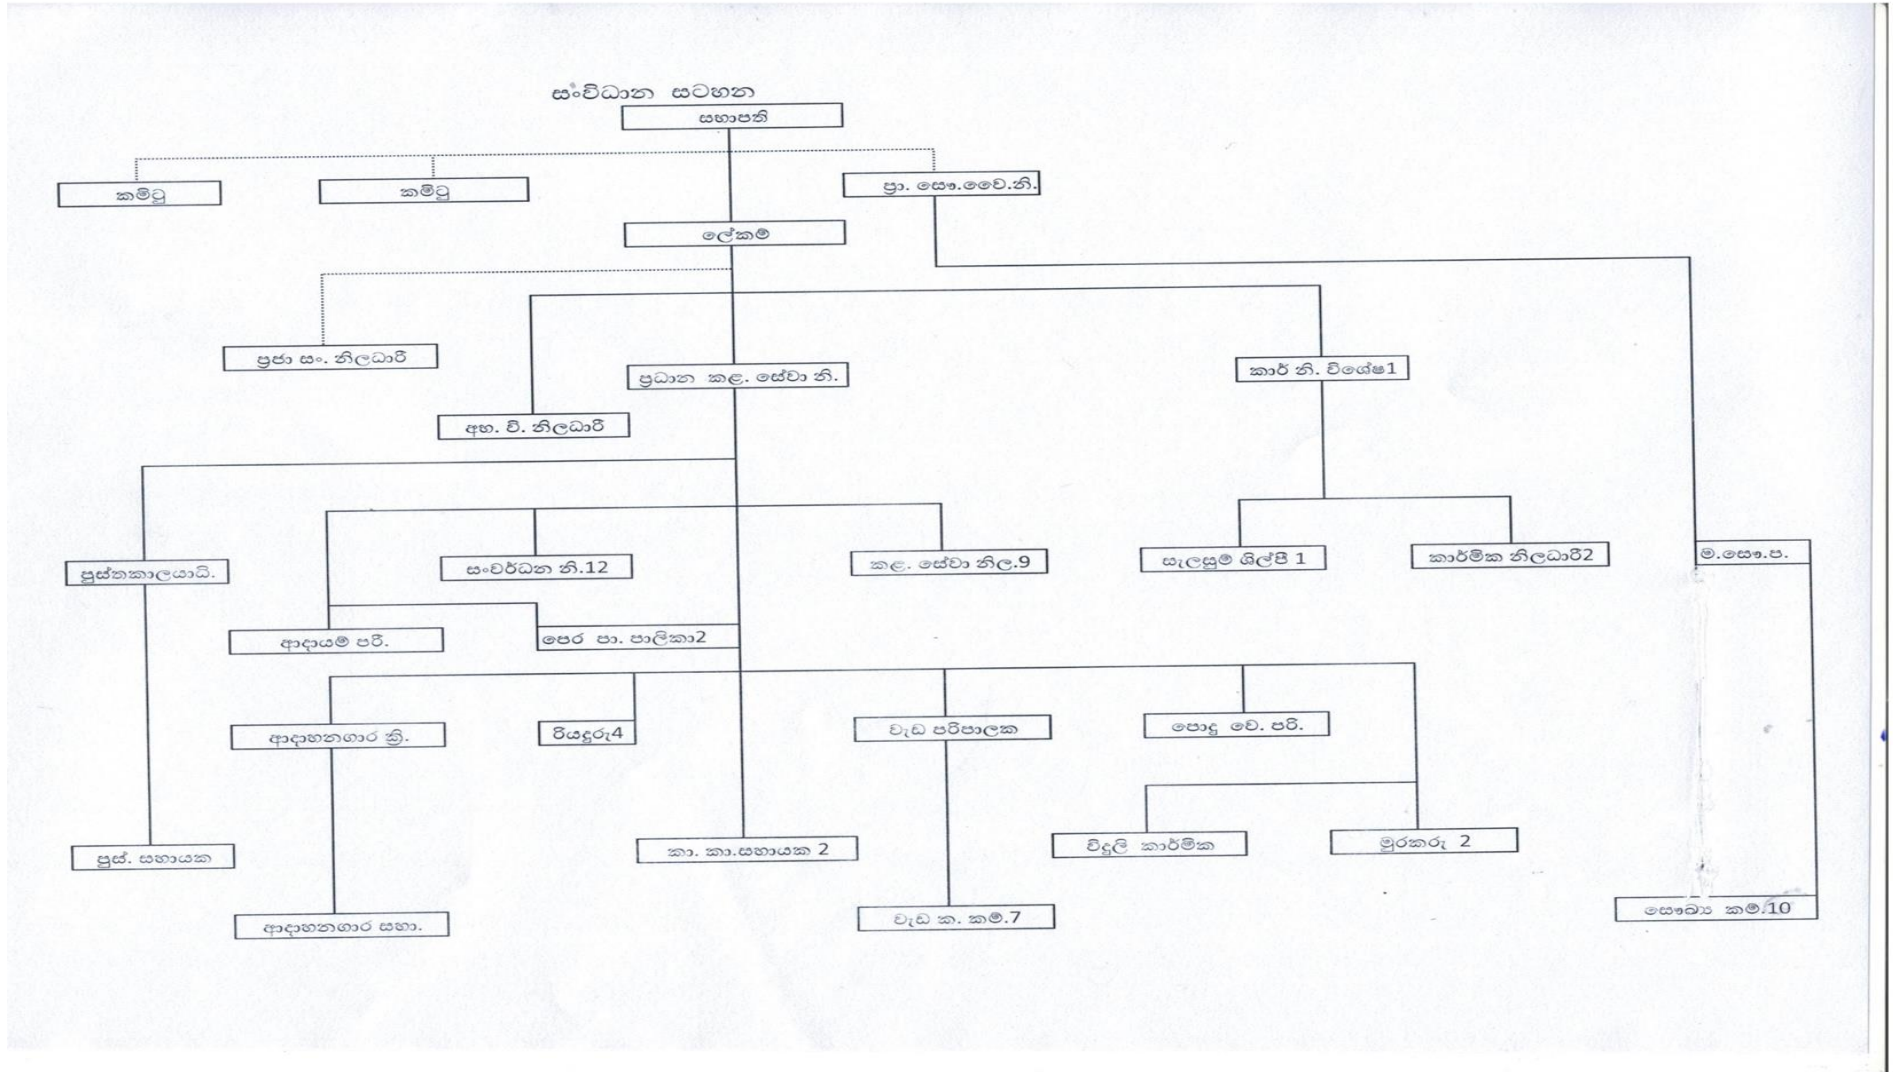 සංවිධාන සටහන
සභාපති
කමිටු
කමිටු
ප්‍රා. සෞ.වෛ.නි.
ලේකම්
ප්‍රජා සං. නිලධාරී
ප්‍රධාන කළ. සේවා නි.
කාර් නි. විශේෂ1
අභ. වි. නිලධාරී
පුස්තකාලයාධි.
සංවර්ධන නි.12
කළ. සේවා නිල.9
සැලසුම් ශිල්පී 1
කාර්මික නිලධාරී2
ම.සෞ.ප.
ආදායම් පරි.
පෙර පා. පාලිකා2
ආදාහනගාර ක්‍රි.
රියදුරු4
වැඩ පරිපාලක
පොදු වෙ. පරි.
පුස්. සහායක
කා. කා.සහායක 2
විදුලි කාර්මික
මුරකරු 2
ආදාහනගාර සහා.
වැඩ ක. කම්.7
සෞඛ්‍ය කම්.10